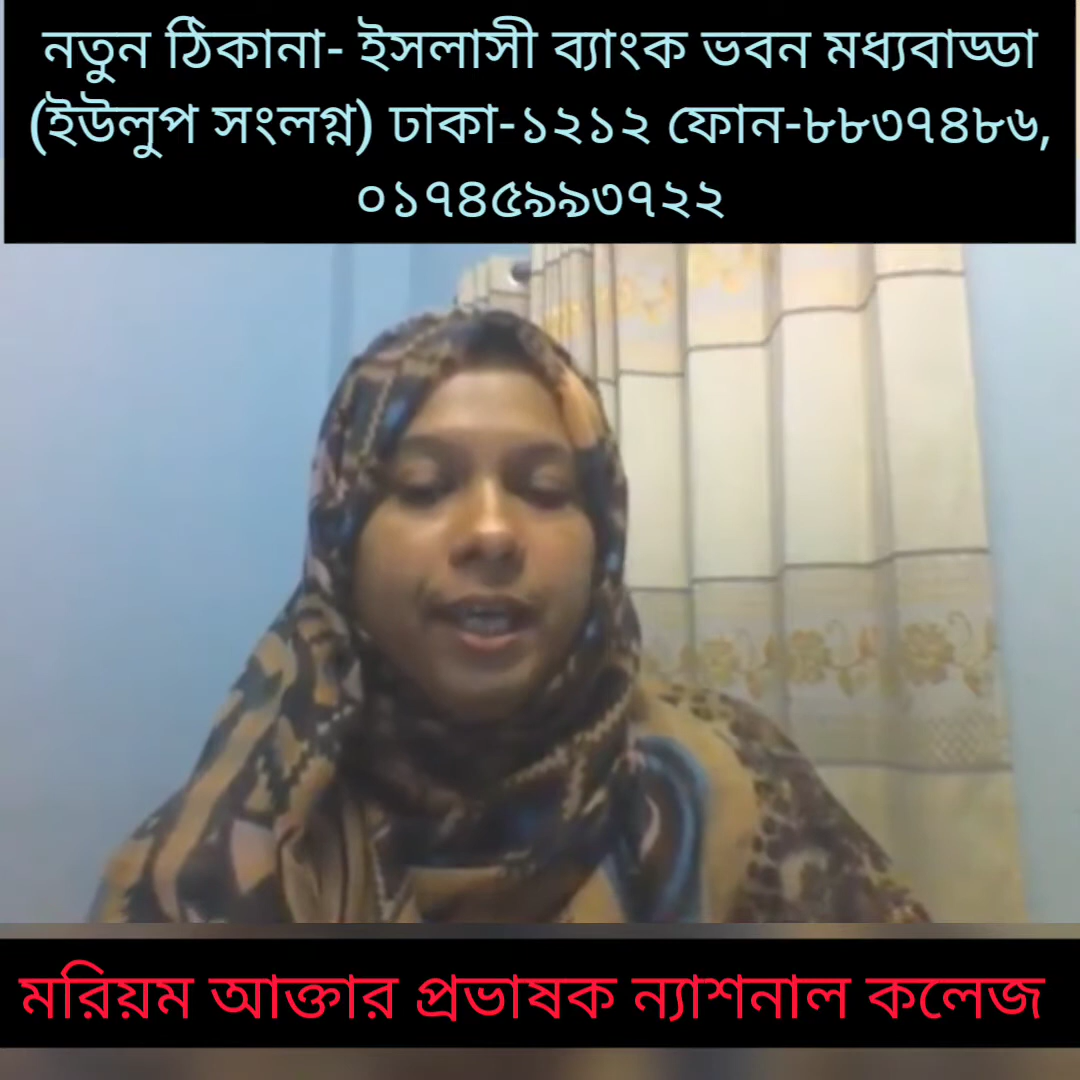 নতুন ঠিকানা- ইসলাসী ব্যাংক ভবন মধ্যবাড্ডা
(ইউলুপ সংলগ্ন) ঢাকা-১২১২ ফোন-৮৮৩৭৪৮৬,
০১৭৪৫৯৯৩৭২২
মরিয়ম আক্তার প্রভাষক ন্যাশনাল কলেজ